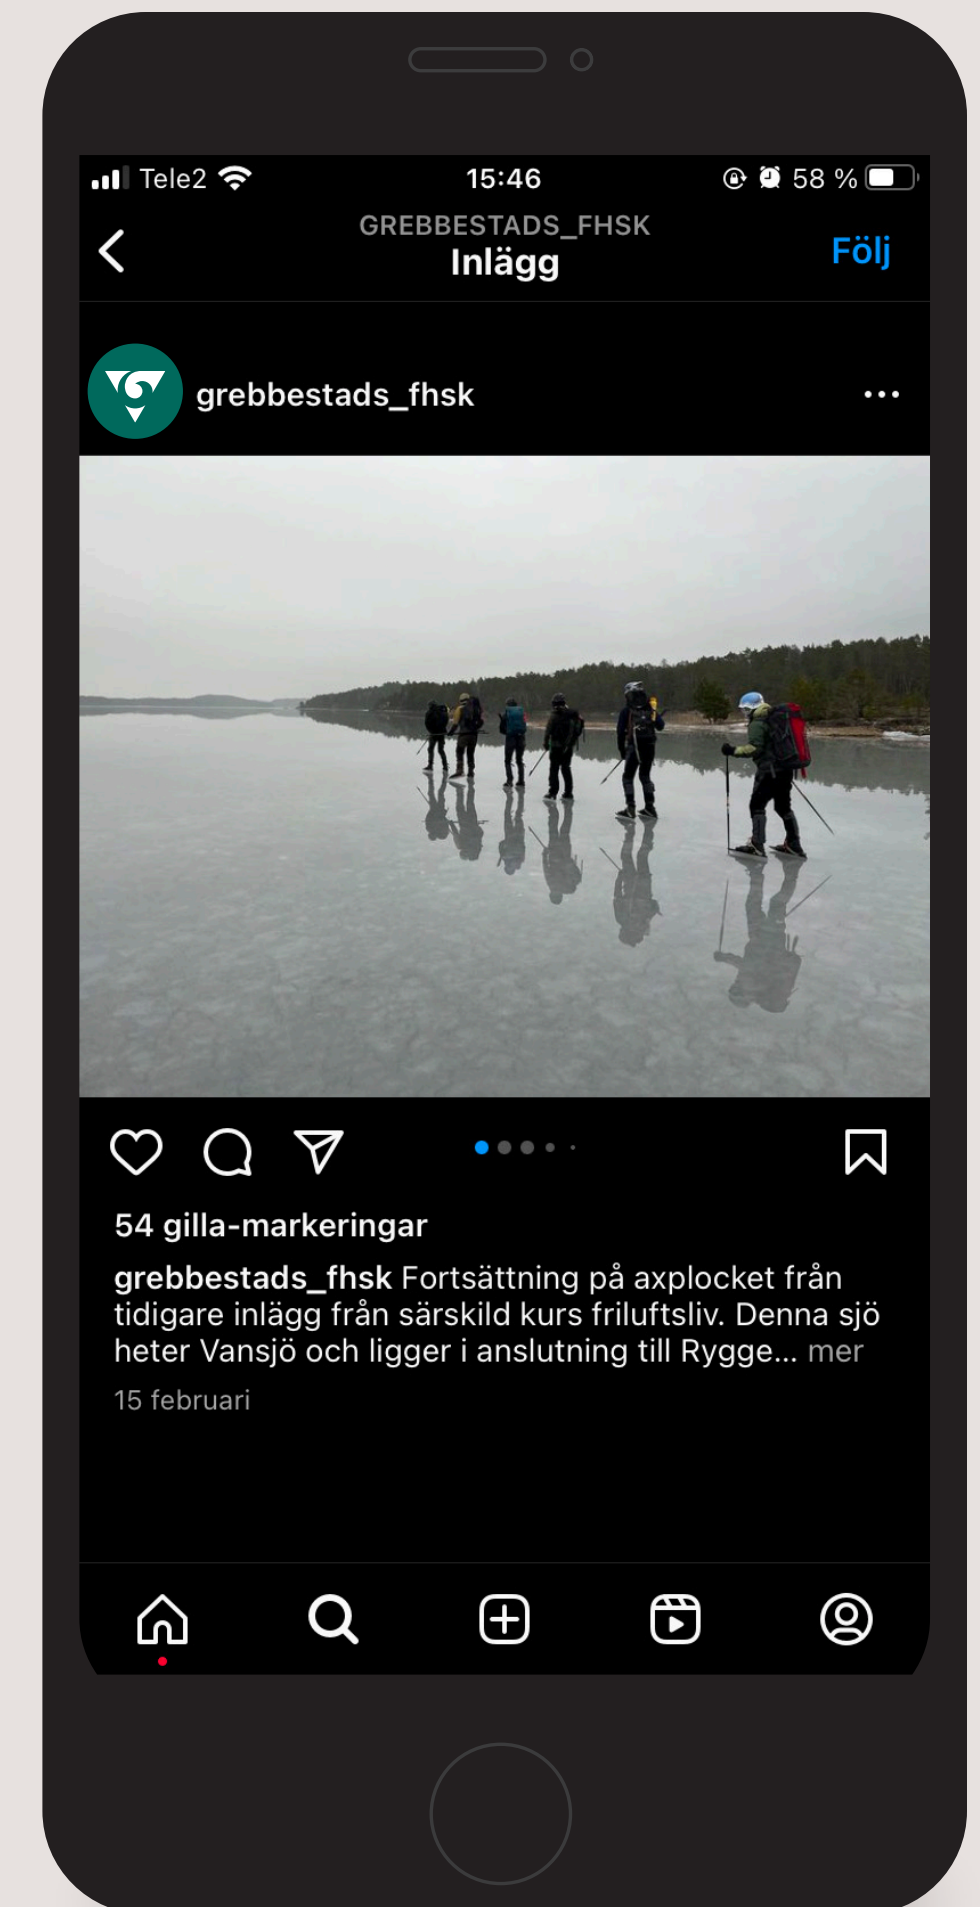 Tele2 15:46 58 %
GREBBESTADS_FHSK
Inlägg
Följ
grebbestads_fhsk
54 gilla-markeringar
grebbestads_fhsk Fortsättning på axplocket från
tidigare inlägg från särskild kurs friluftsliv. Denna sjö
heter Vansjö och ligger i anslutning till Rygge... mer
15 februari